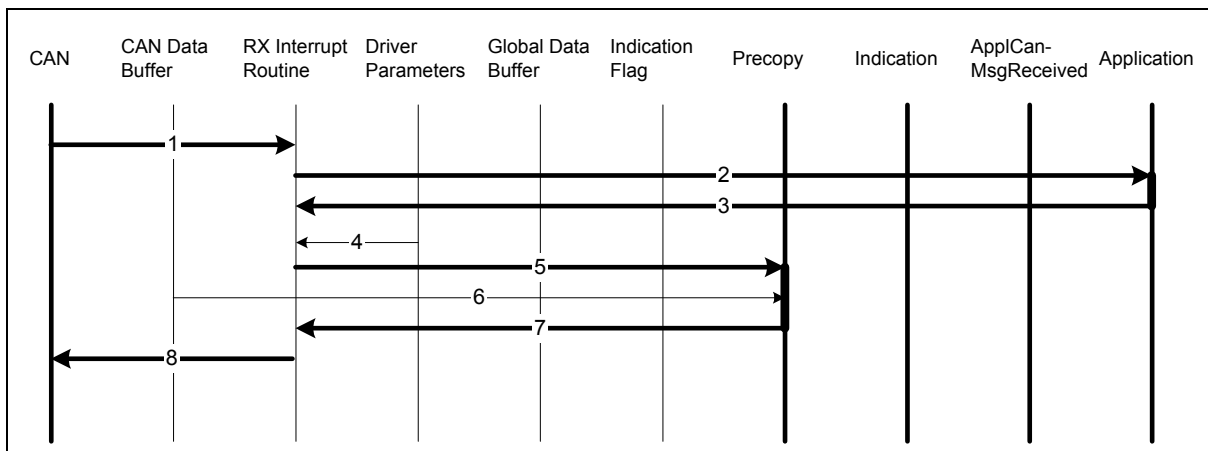 CAN
CAN Data
Buffer
RX Interrupt
Routine
Driver
Parameters
Global Data
Buffer
Indication
Flag
Precopy
Indication
ApplCan-
MsgReceived
Application
1
2
3
4
5
6
7
8